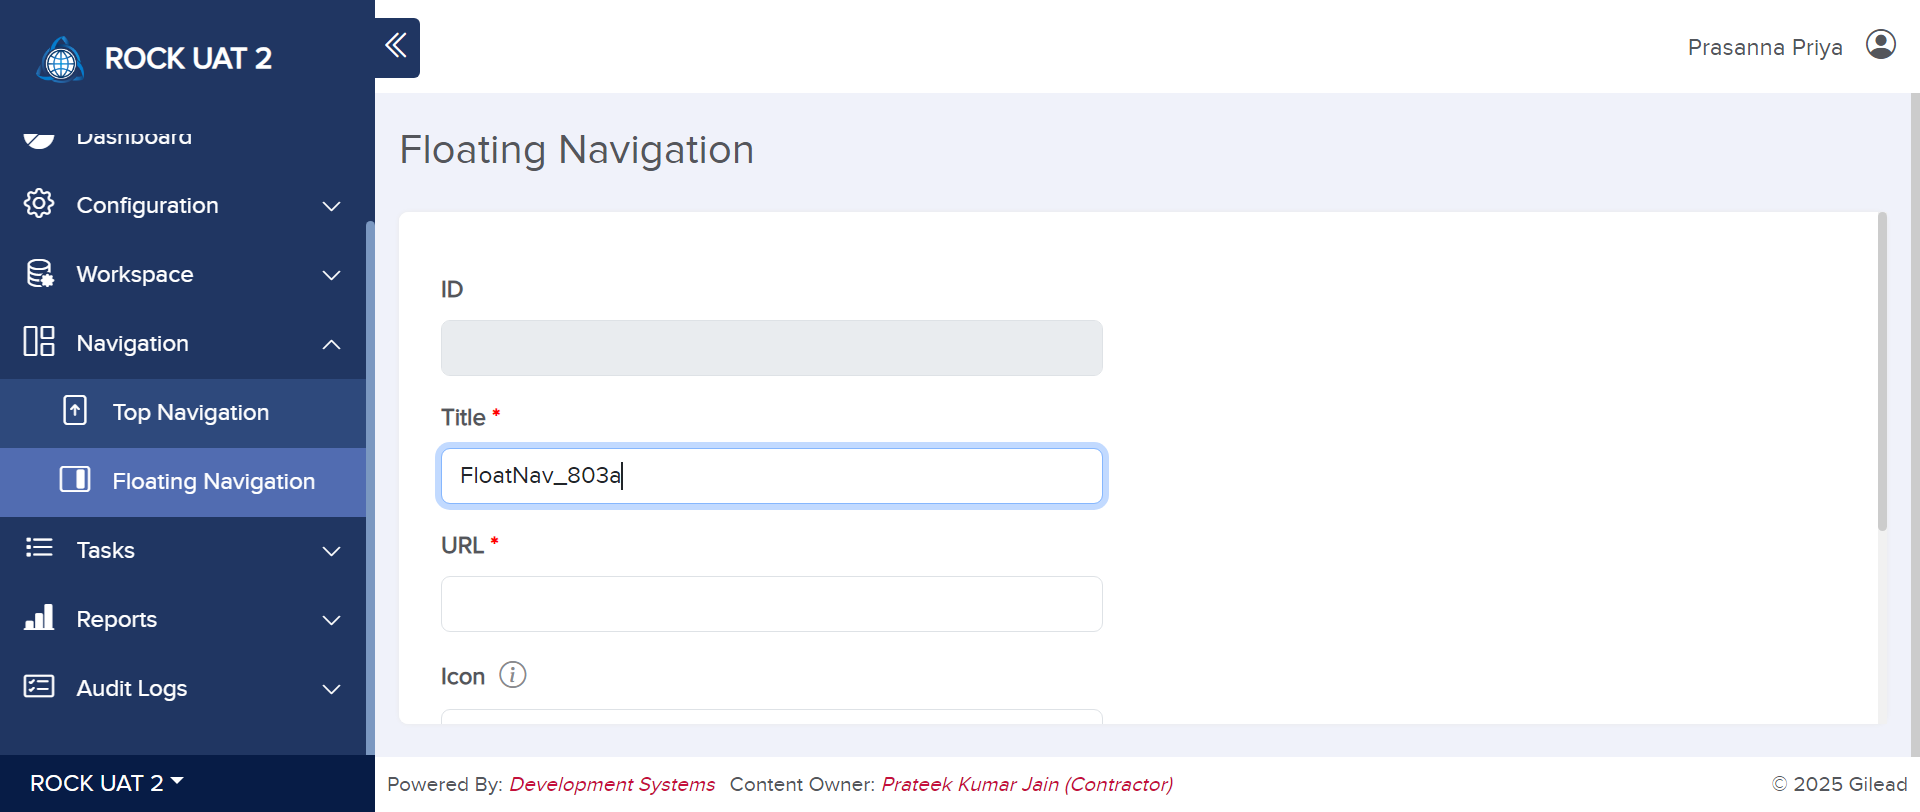 ROCK UAT 2
Prasanna Priya
Dashboard
Configuration
Workspace
Navigation
Top Navigation
Floating Navigation
Tasks
Reports
Audit Logs
ROCK UAT 2
Floating Navigation
ID
Title *
FloatNav_803a
URL *
Icon
Powered By: Development Systems Content Owner: Prateek Kumar Jain (Contractor)
© 2025 Gilead